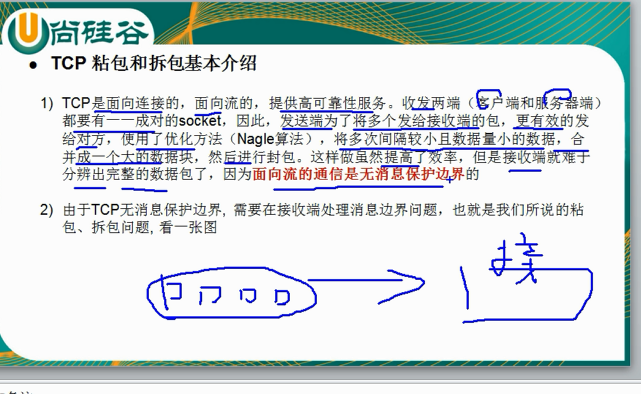 尚硅谷
● TCP 粘包和拆包基本介绍
1) TCP是面向连接的，面向流的，提供高可靠性服务。收发两端（客户端和服务器端）
都要有一一成对的socket，因此，发送端为了将多个发给接收端的包，更有效的发
给对方，使用了优化方法（Nagle算法），将多次间隔较小且数据量小的数据，合
并成一个大的数据块，然后进行封包。这样做虽然提高了效率，但是接收端就难于
分辨出完整的数据包了，因为面向流的通信是无消息保护边界的
2) 由于TCP无消息保护边界, 需要在接收端处理消息边界问题，也就是我们所说的粘
包、拆包问题, 看一张图
接